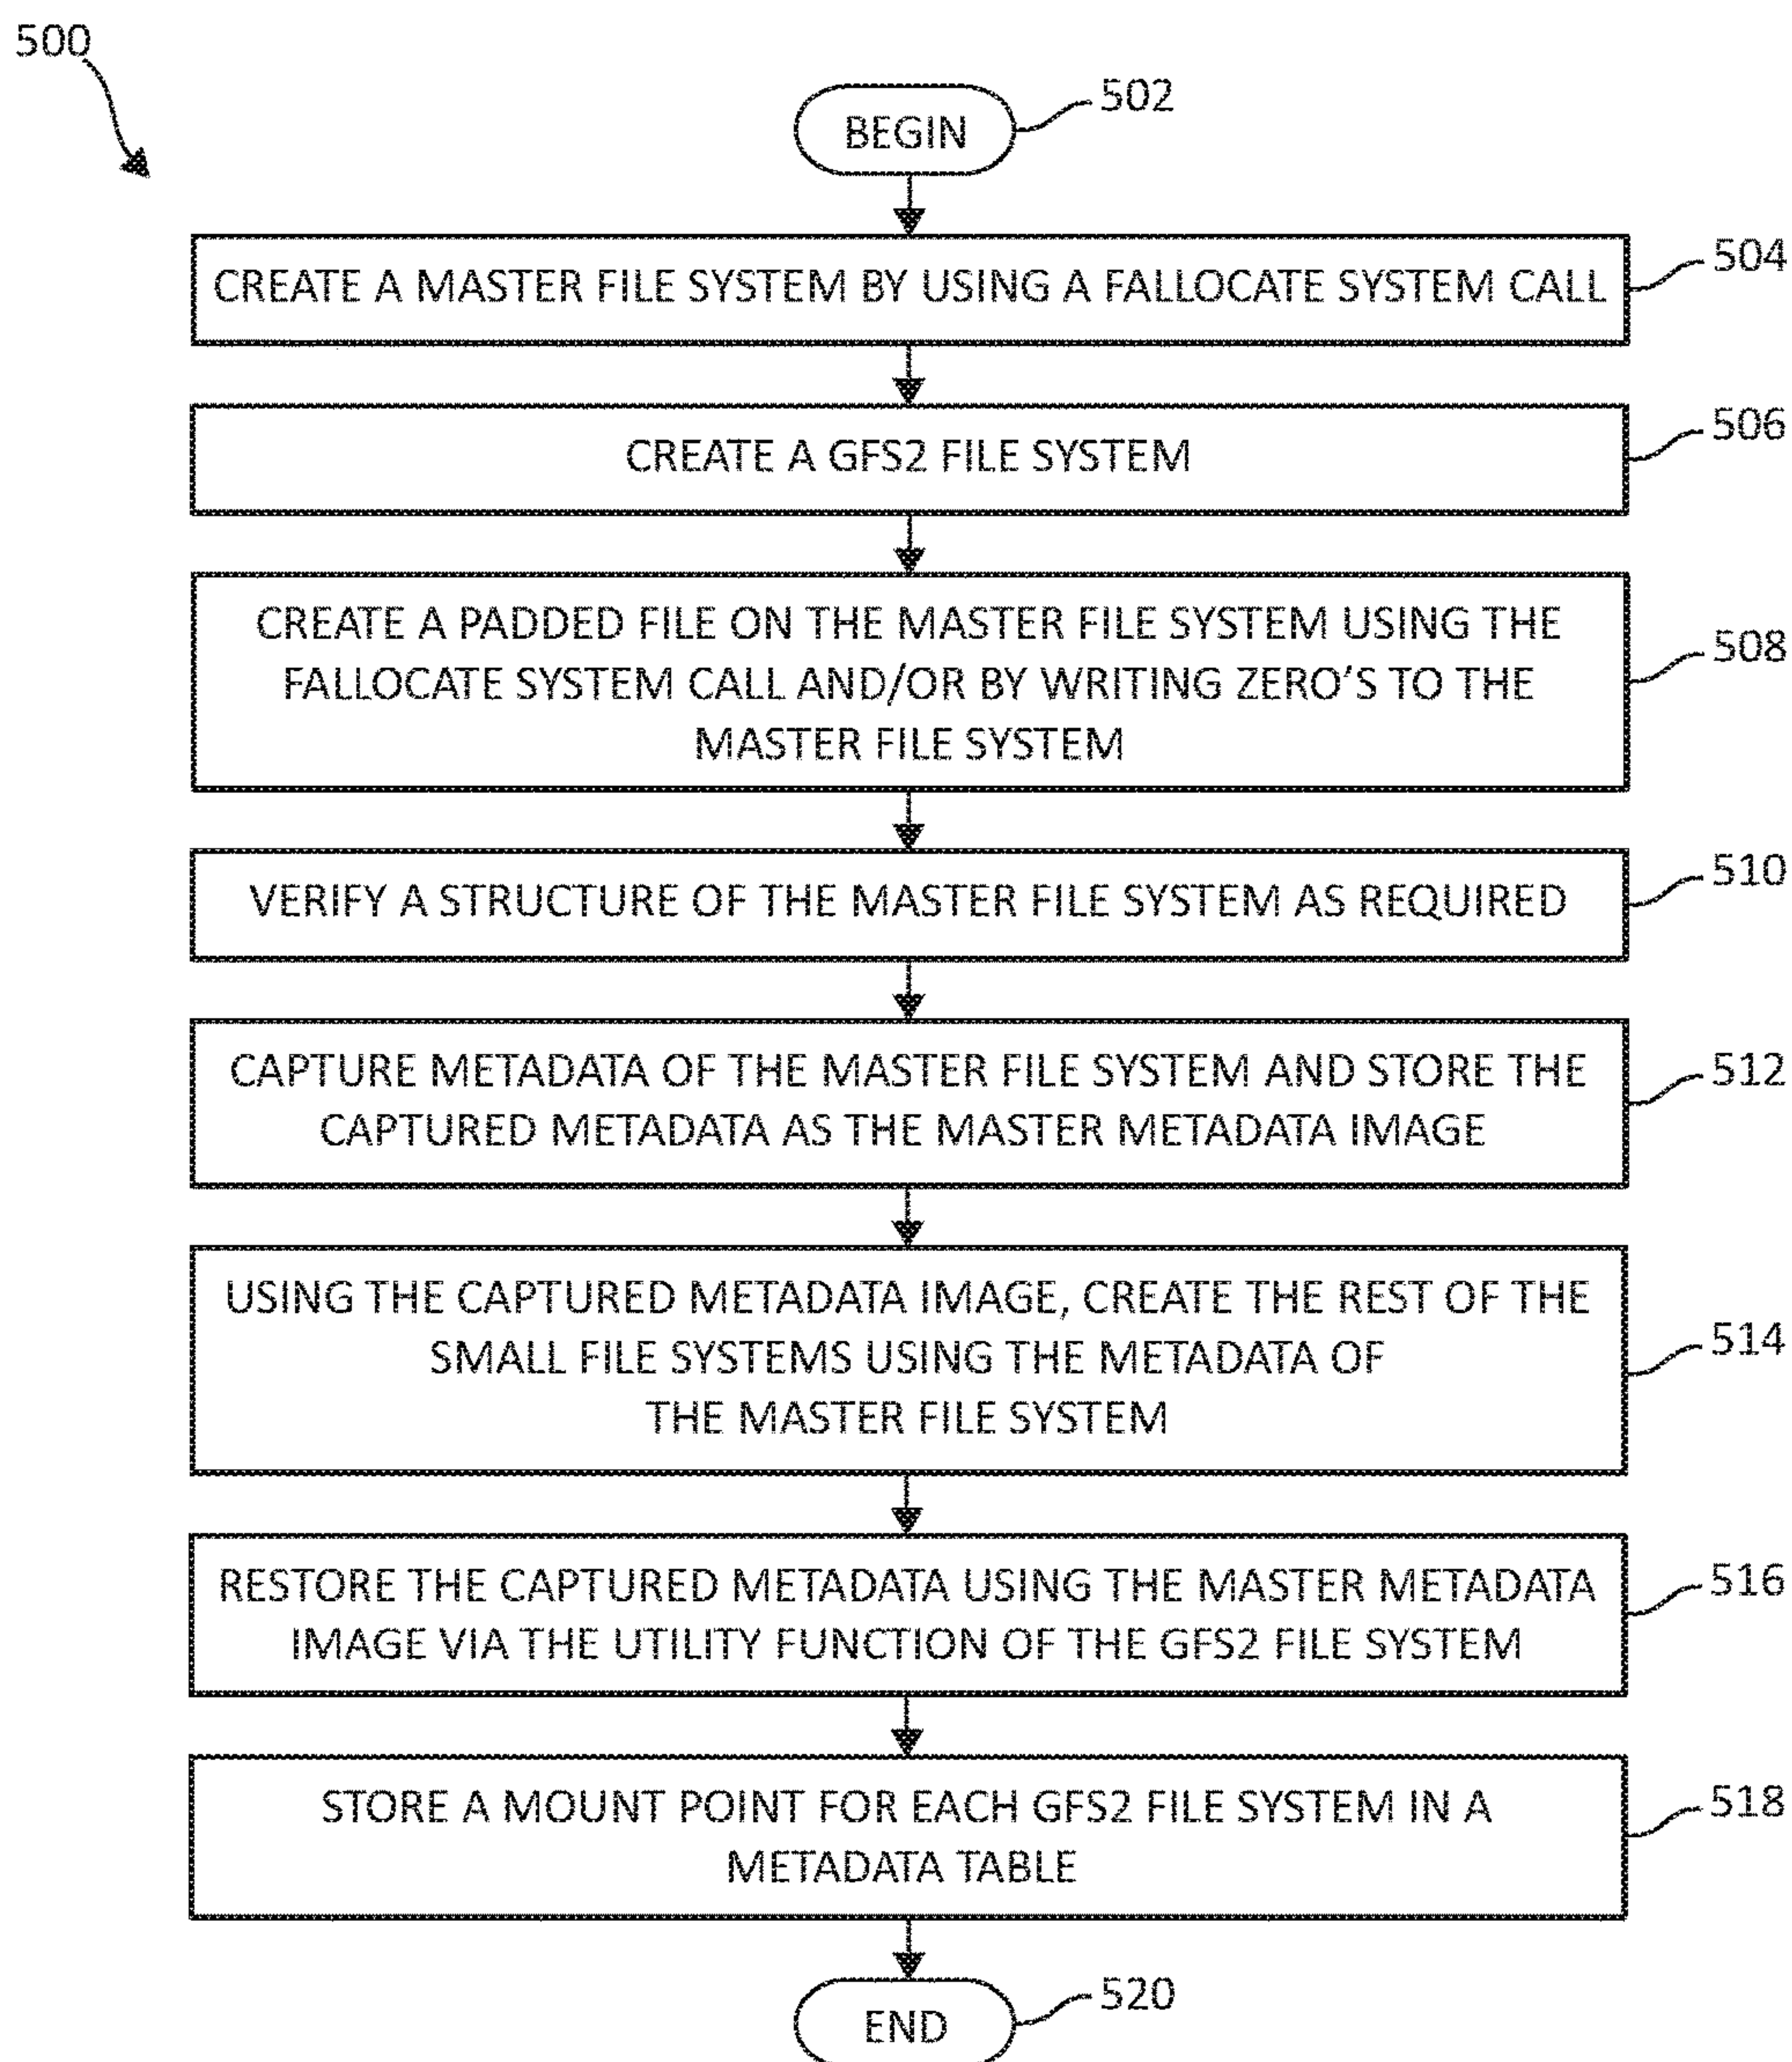 500
BEGIN
502
CREATE A MASTER FILE SYSTEM BY USING A FALLOCATE SYSTEM CALL
504
CREATE A GFS2 FILE SYSTEM
506
CREATE A PADDED FILE ON THE MASTER FILE SYSTEM USING THE
FALLOCATE SYSTEM CALL AND/OR BY WRITING ZERO'S TO THE
MASTER FILE SYSTEM
508
VERIFY A STRUCTURE OF THE MASTER FILE SYSTEM AS REQUIRED
510
CAPTURE METADATA OF THE MASTER FILE SYSTEM AND STORE THE
CAPTURED METADATA AS THE MASTER METADATA IMAGE
512
USING THE CAPTURED METADATA IMAGE, CREATE THE REST OF THE
SMALL FILE SYSTEMS USING THE METADATA OF
THE MASTER FILE SYSTEM
514
RESTORE THE CAPTURED METADATA USING THE MASTER METADATA
IMAGE VIA THE UTILITY FUNCTION OF THE GFS2 FILE SYSTEM
516
STORE A MOUNT POINT FOR EACH GFS2 FILE SYSTEM IN A
METADATA TABLE
518
END
520